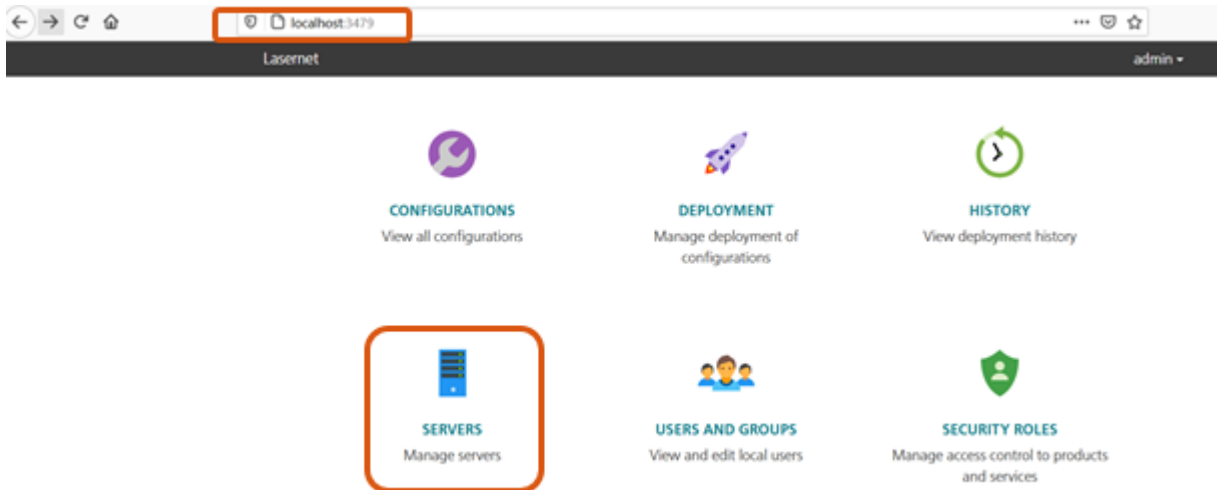 localhost:3479
Lasernet
admin
CONFIGURATIONS
View all configurations
DEPLOYMENT
Manage deployment of
configurations
HISTORY
View deployment history
SERVERS
Manage servers
USERS AND GROUPS
View and edit local users
SECURITY ROLES
Manage access control to products
and services